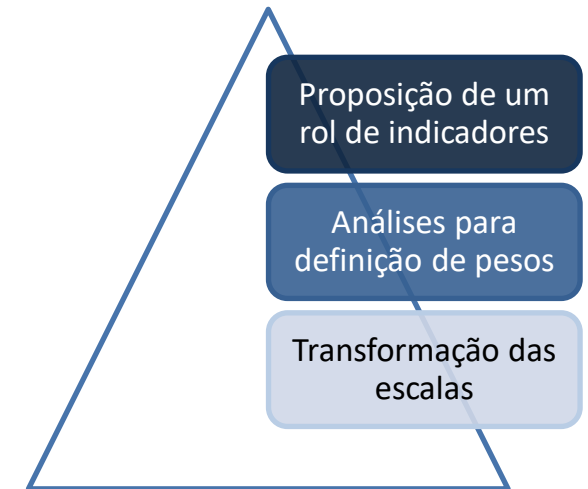 Proposição de um
rol de indicadores
Análises para
definição de pesos
Transformação das
escalas